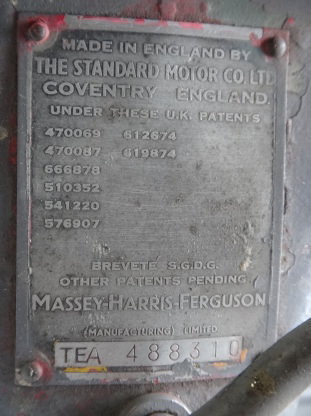 MADE IN ENGLAND BY
THE STANDARD MOTOR CO LTD
COVENTRY ENGLAND.
UNDER THESE U.K. PATENTS
470069 612674
470087 619874
666878
510352
541220
576907
BREVETE S.G.D.G.
OTHER PATENTS PENDING
MASSEY-HARRIS-FERGUSON
(MANUFACTURING) LIMITED
TEA 488310